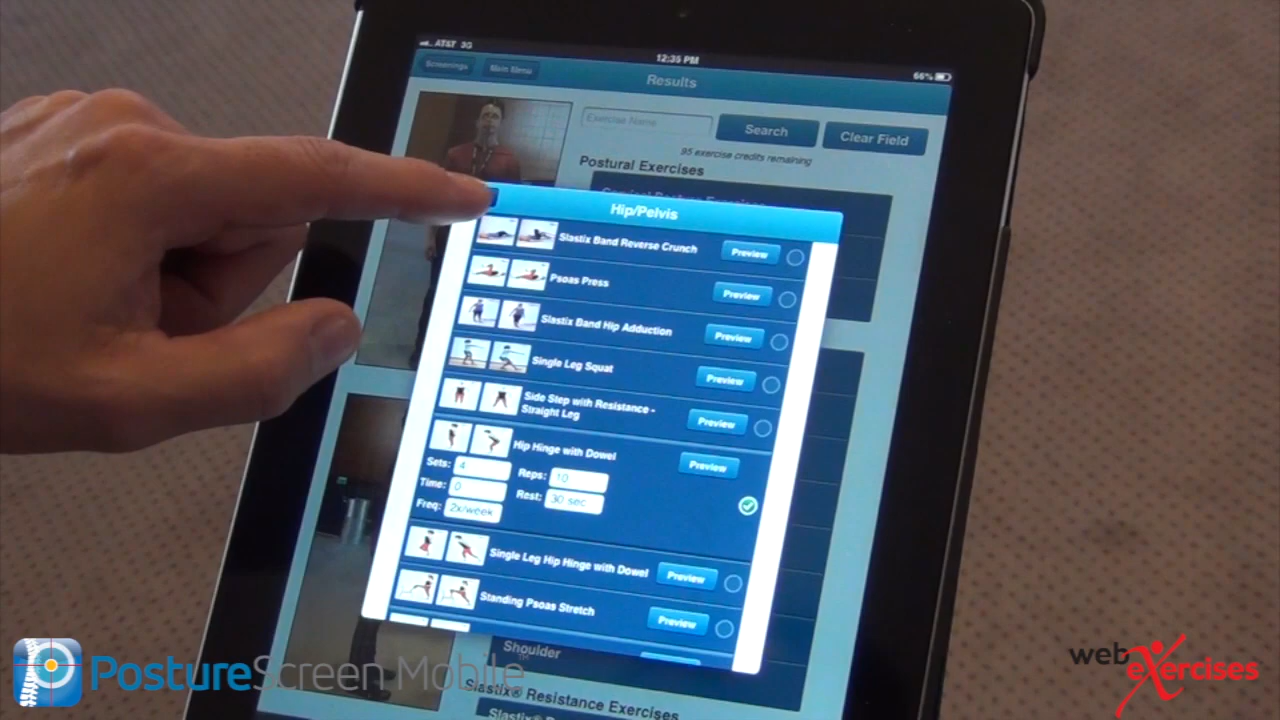 AT&T 3G
12:35 PM
66%
Screenings
Main Menu
Results
Exercise Name
Search
Clear Field
95 exercise credits remaining
Postural Exercises
Hip/Pelvis
Slastix Band Reverse Crunch
Preview
Psoas Press
Preview
Slastix Band Hip Adduction
Preview
Single Leg Squat
Preview
Side Step with Resistance -
Straight Leg
Preview
Hip Hinge with Dowel
Preview
Sets: 4
Reps: 10
Time: 0
Rest: 30 sec
Freq: 2x/week
Single Leg Hip Hinge with Dowel
Preview
Standing Psoas Stretch
Preview
Shoulder
Slastix® Resistance Exercises
PostureScreen Mobile™
webExercises